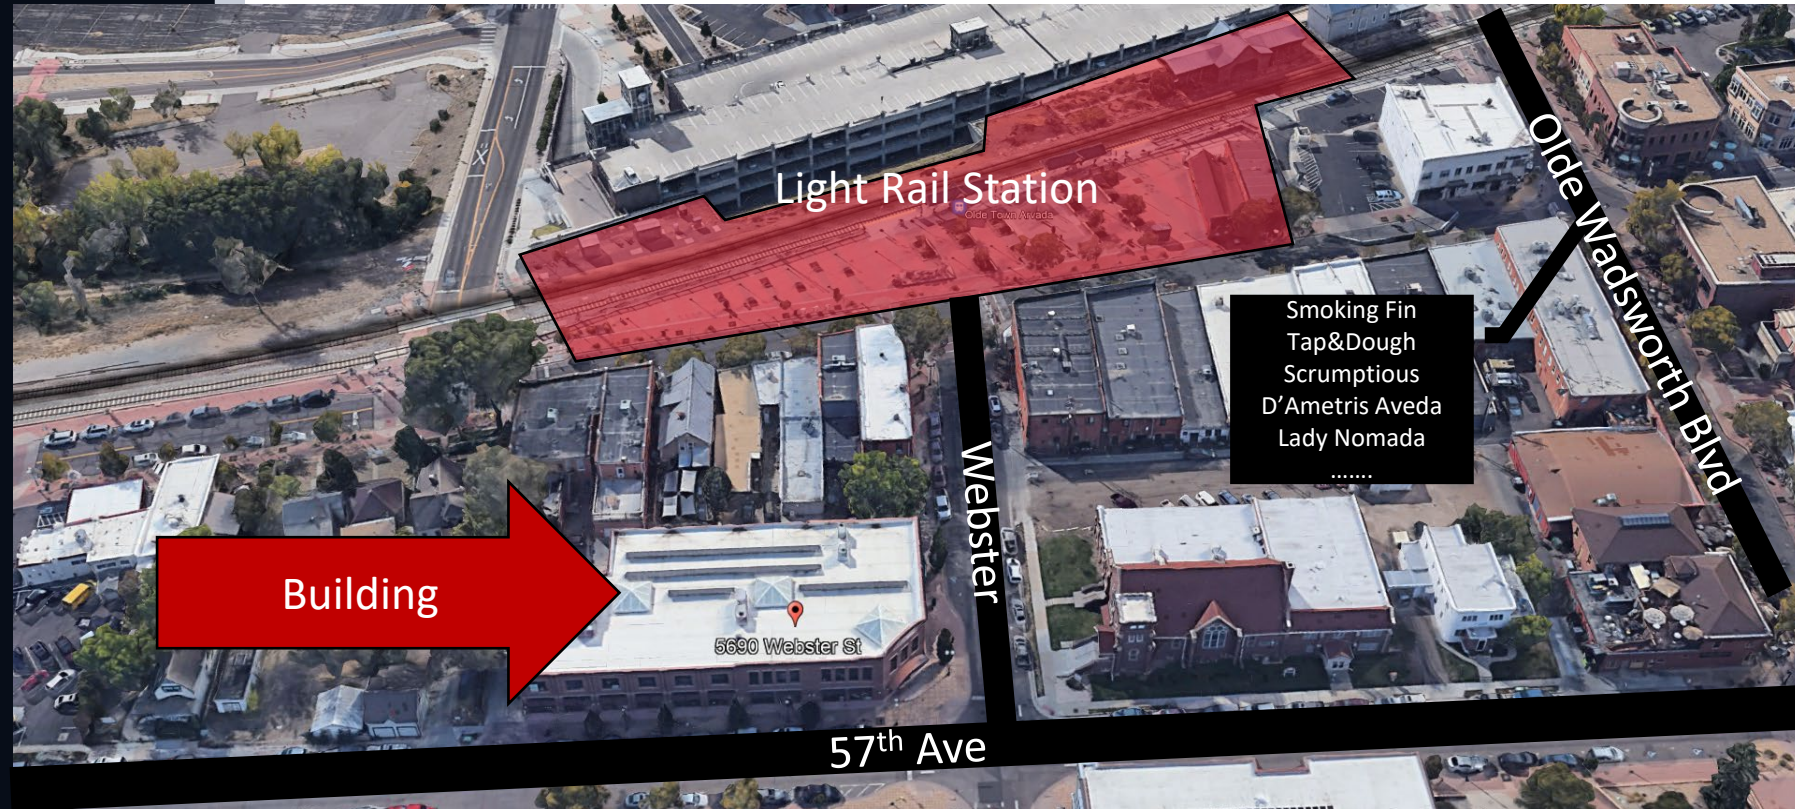 Light Rail Station
Olde Town Arvada
Olde Wadsworth Blvd
Smoking Fin
Tap&Dough
Scrumptious
D’Ametris Aveda
Lady Nomada
.......
Webster
Building
5690 Webster St
57th Ave